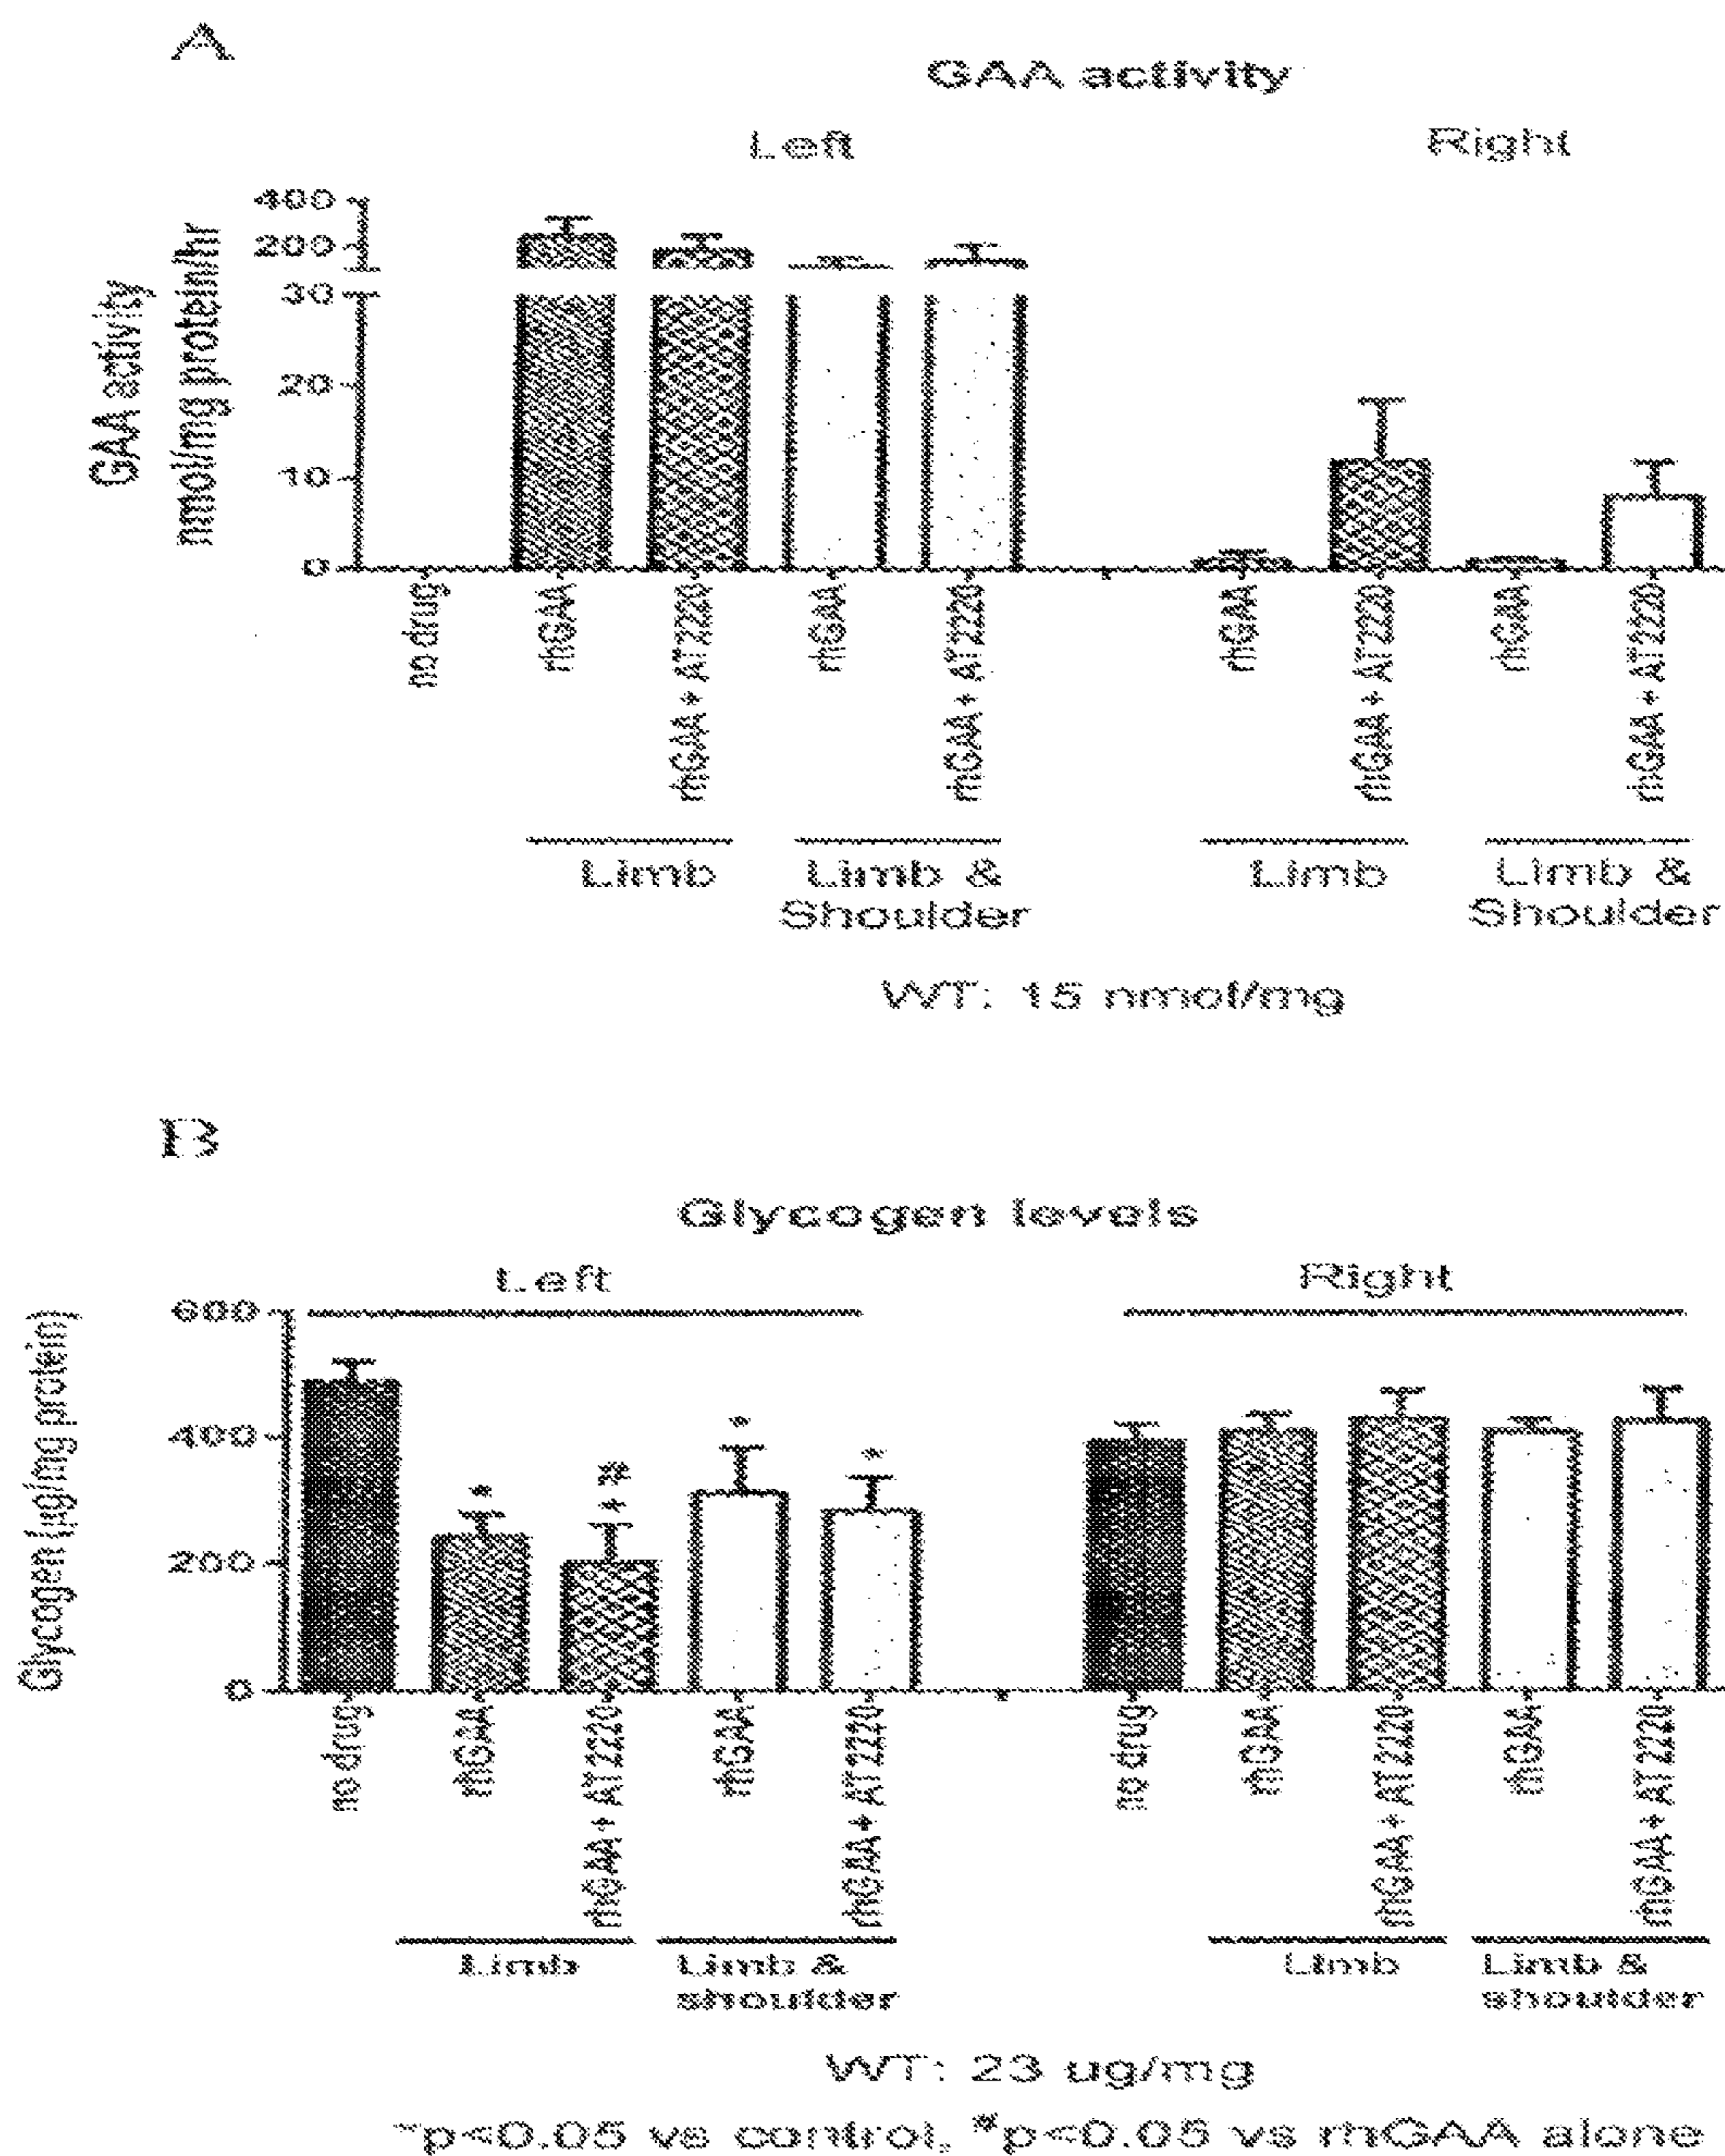 A
GAA activity
Left Right
GAA activity
nmol/mg protein/hr
400
200
30
20
10
0
no drug
rhGAA
rhGAA + AT2220
rhGAA
rhGAA + AT2220
rhGAA
rhGAA + AT2220
rhGAA
rhGAA + AT2220
Limb
Limb &
Shoulder
Limb
Limb &
Shoulder
WT: 15 nmol/mg
B
Glycogen levels
Left Right
Glycogen (µg/mg protein)
600
400
200
0
*
* #
*
*
no drug
rhGAA
rhGAA + AT2220
rhGAA
rhGAA + AT2220
no drug
rhGAA
rhGAA + AT2220
rhGAA
rhGAA + AT2220
Limb
Limb &
shoulder
Limb
Limb &
shoulder
WT: 23 ug/mg
*p<0.05 vs control, #p<0.05 vs rhGAA alone